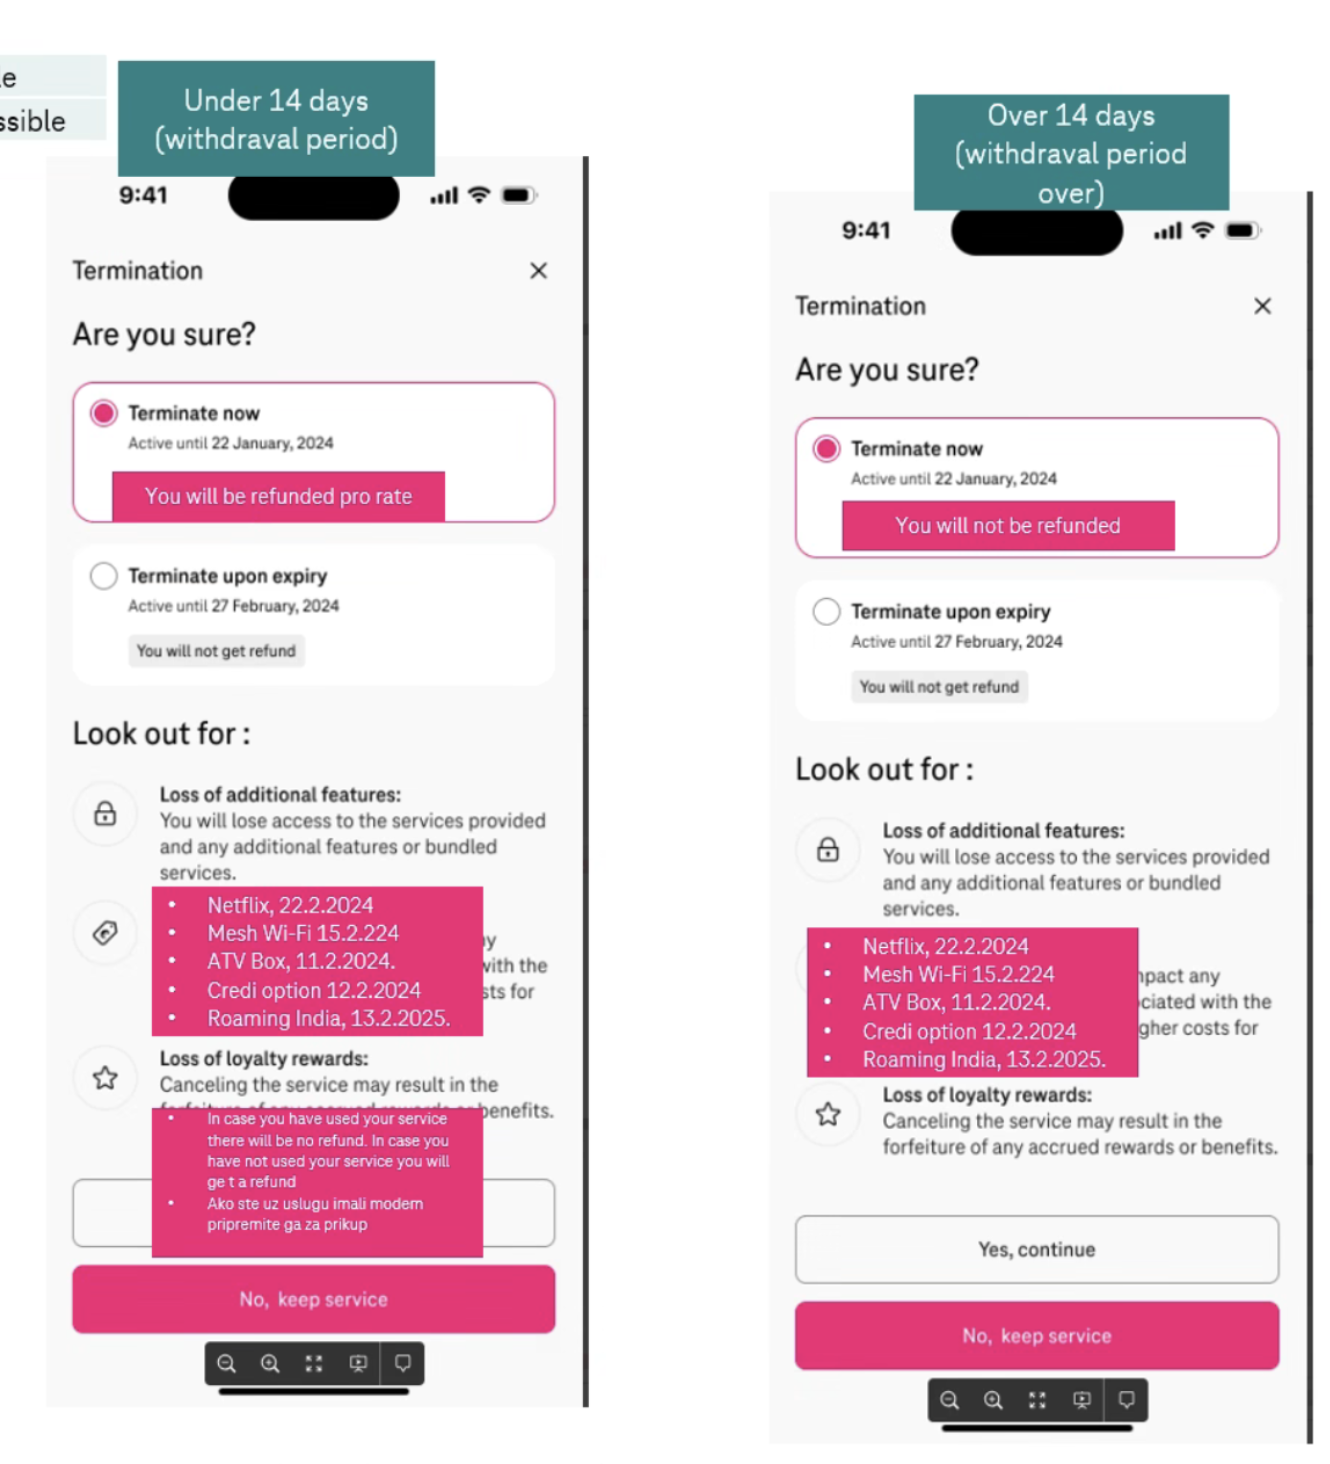 Under 14 days
(withdraval period)
9:41
Termination
Are you sure?
Terminate now
Active until 22 January, 2024
You will be refunded pro rate
Terminate upon expiry
Active until 27 February, 2024
You will not get refund
Look out for :
Loss of additional features:
You will lose access to the services provided
and any additional features or bundled
services.
• Netflix, 22.2.2024
• Mesh Wi-Fi 15.2.224
• ATV Box, 11.2.2024.
• Credi option 12.2.2024
• Roaming India, 13.2.2025.
with the
for
Loss of loyalty rewards:
Canceling the service may result in the
forfeiture of any accrued rewards or benefits.
• In case you have used your service
there will be no refund. In case you
have not used your service you will
ge t a refund
• Ako ste uz uslugu imali modem
pripremite ga za prikup
No, keep service
Over 14 days
(withdraval period
over)
9:41
Termination
Are you sure?
Terminate now
Active until 22 January, 2024
You will not be refunded
Terminate upon expiry
Active until 27 February, 2024
You will not get refund
Look out for :
Loss of additional features:
You will lose access to the services provided
and any additional features or bundled
services.
• Netflix, 22.2.2024
• Mesh Wi-Fi 15.2.224
• ATV Box, 11.2.2024.
• Credi option 12.2.2024
• Roaming India, 13.2.2025.
any
with the
costs for
Loss of loyalty rewards:
Canceling the service may result in the
forfeiture of any accrued rewards or benefits.
Yes, continue
No, keep service